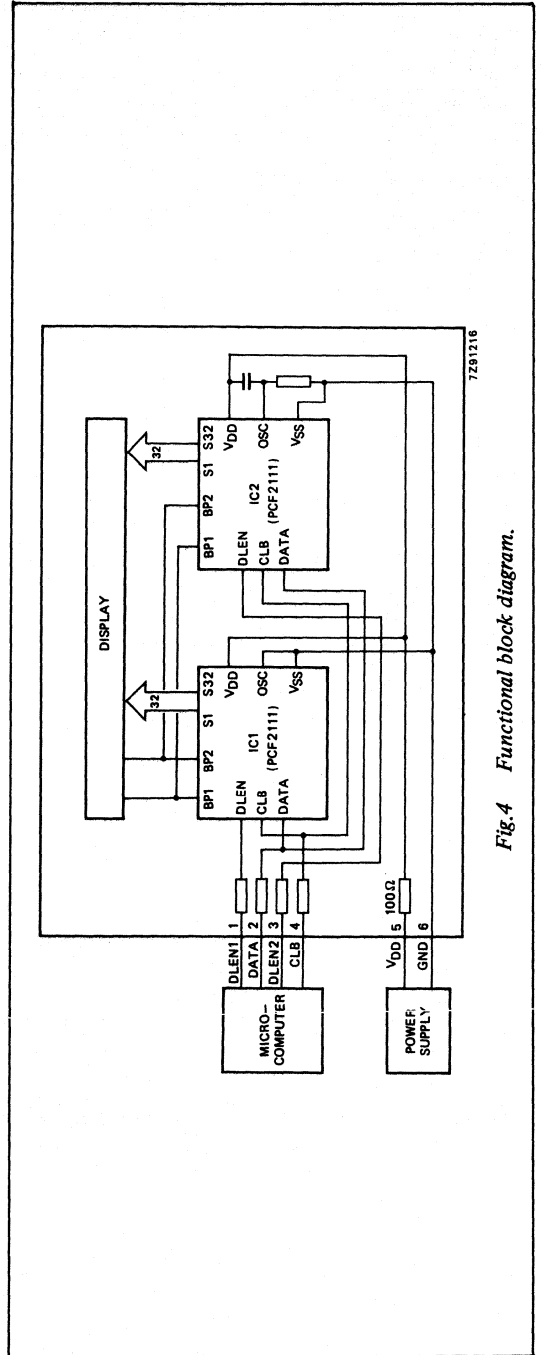 DISPLAY
32
32
BP1
BP2
S1
S32
BP1
BP2
S1
S32
DLEN
CLB
DATA
IC1
(PCF2111)
VDD
OSC
VSS
DLEN
CLB
DATA
IC2
(PCF2111)
VDD
OSC
VSS
MICRO–
COMPUTER
DLEN1 1
DATA 2
DLEN2 3
CLB 4
POWER
SUPPLY
VDD 5 100Ω
GND 6
7Z91216
Fig.4 Functional block diagram.